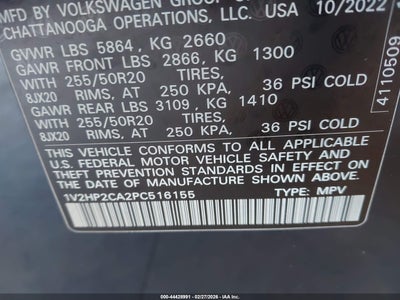 MFD BY VOLKSWAGEN GROUP
CHATTANOOGA OPERATIONS, LLC. USA 10/2022
GVWR LBS 5864, KG 2660
GAWR FRONT LBS 2866, KG 1300
WITH 255/50R20 TIRES,
8JX20 RIMS, AT 250 KPA, 36 PSI COLD
GAWR REAR LBS 3109, KG 1410
WITH 255/50R20 TIRES,
8JX20 RIMS, AT 250 KPA, 36 PSI COLD
THIS VEHICLE CONFORMS TO ALL APPLICABLE
U.S. FEDERAL MOTOR VEHICLE SAFETY AND
THEFT PREVENTION STANDARDS IN EFFECT ON THE
DATE OF MANUFACTURE SHOWN ABOVE.
1V2HP2CA2PC516155 TYPE: MPV
4110509
000-44428991 - 02/27/2026 - IAAI.COM